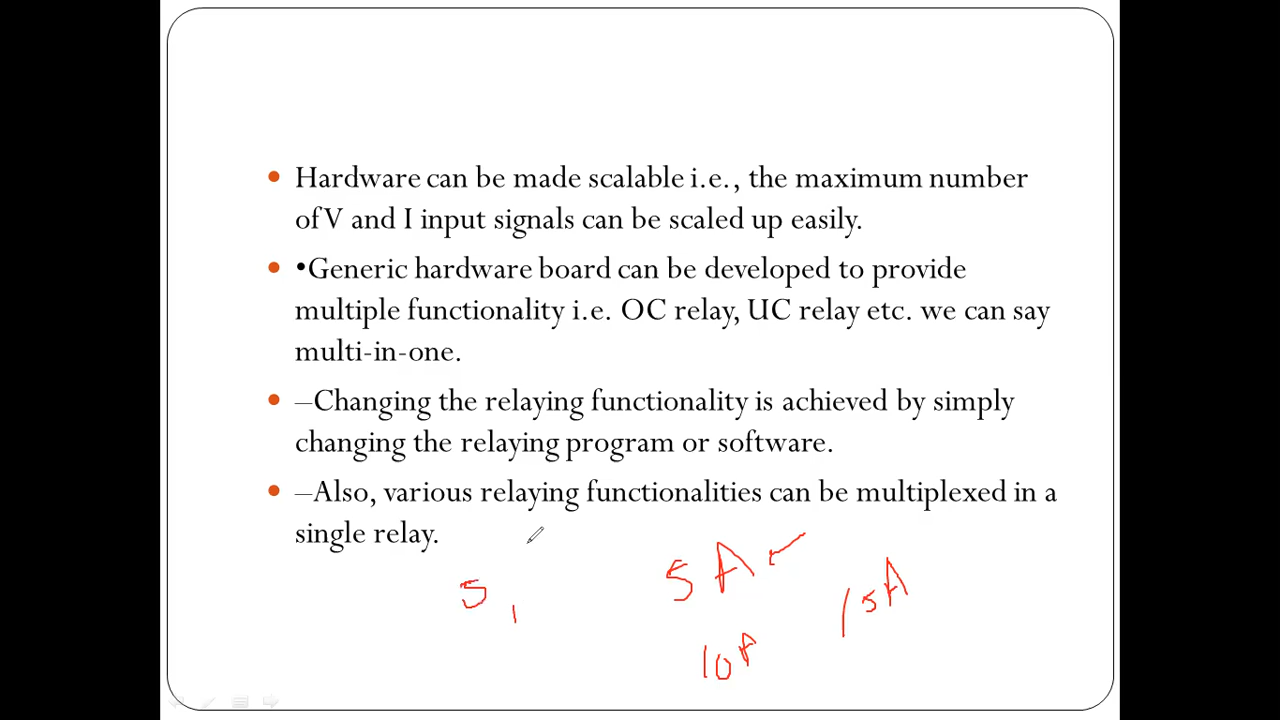 • Hardware can be made scalable i.e., the maximum number
of V and I input signals can be scaled up easily.
• •Generic hardware board can be developed to provide
multiple functionality i.e. OC relay, UC relay etc. we can say
multi-in-one.
• –Changing the relaying functionality is achieved by simply
changing the relaying program or software.
• –Also, various relaying functionalities can be multiplexed in a
single relay.
5 A ✓
5 ,
15A
10A